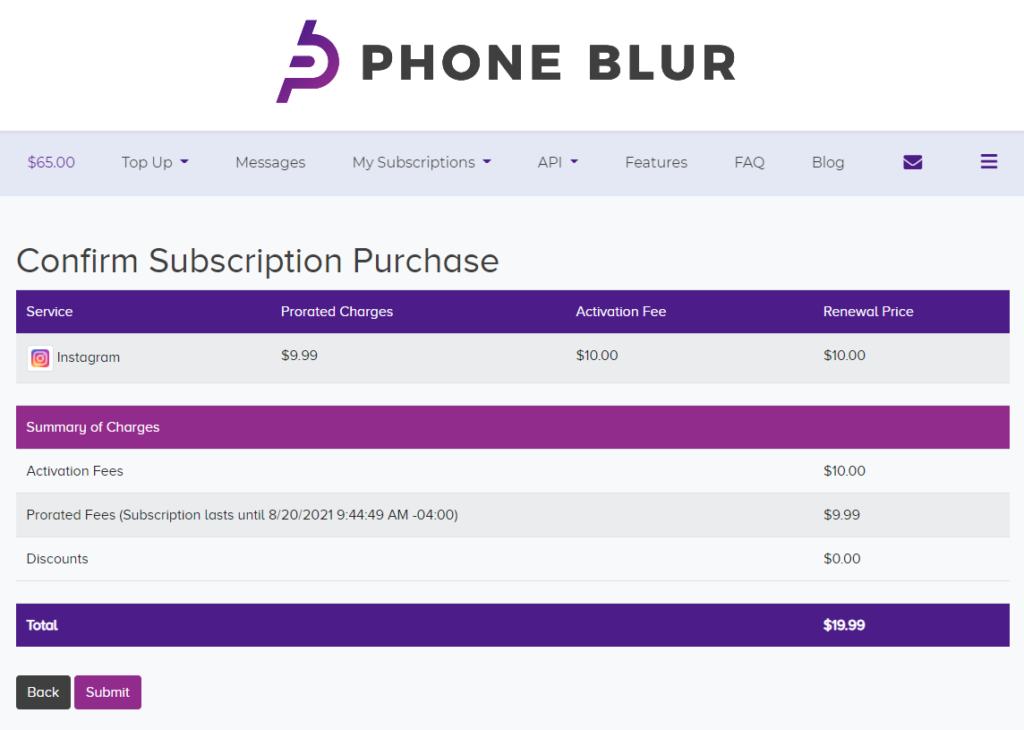 PHONE BLUR
$65.00 Top Up Messages My Subscriptions API Features FAQ Blog
Confirm Subscription Purchase
Service Prorated Charges Activation Fee Renewal Price
Instagram $9.99 $10.00 $10.00
Summary of Charges
Activation Fees $10.00
Prorated Fees (Subscription lasts until 8/20/2021 9:44:49 AM -04:00) $9.99
Discounts $0.00
Total $19.99
Back Submit